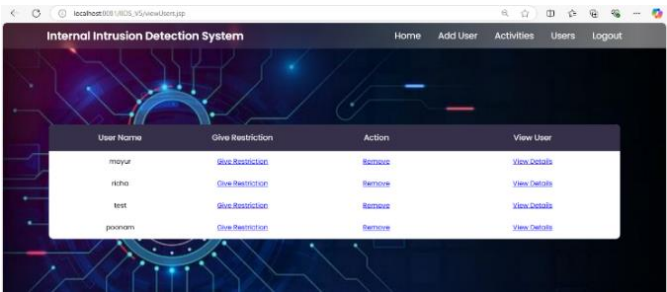 localhost:8081/IIDS_VS/viewUsers.jsp
Internal Intrusion Detection System Home Add User Activities Users Logout
User Name Give Restriction Action View User
mayur Give Restriction Remove View Details
richa Give Restriction Remove View Details
test Give Restriction Remove View Details
poonam Give Restriction Remove View Details